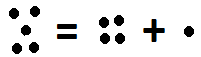 ⁙ = ∷ + •